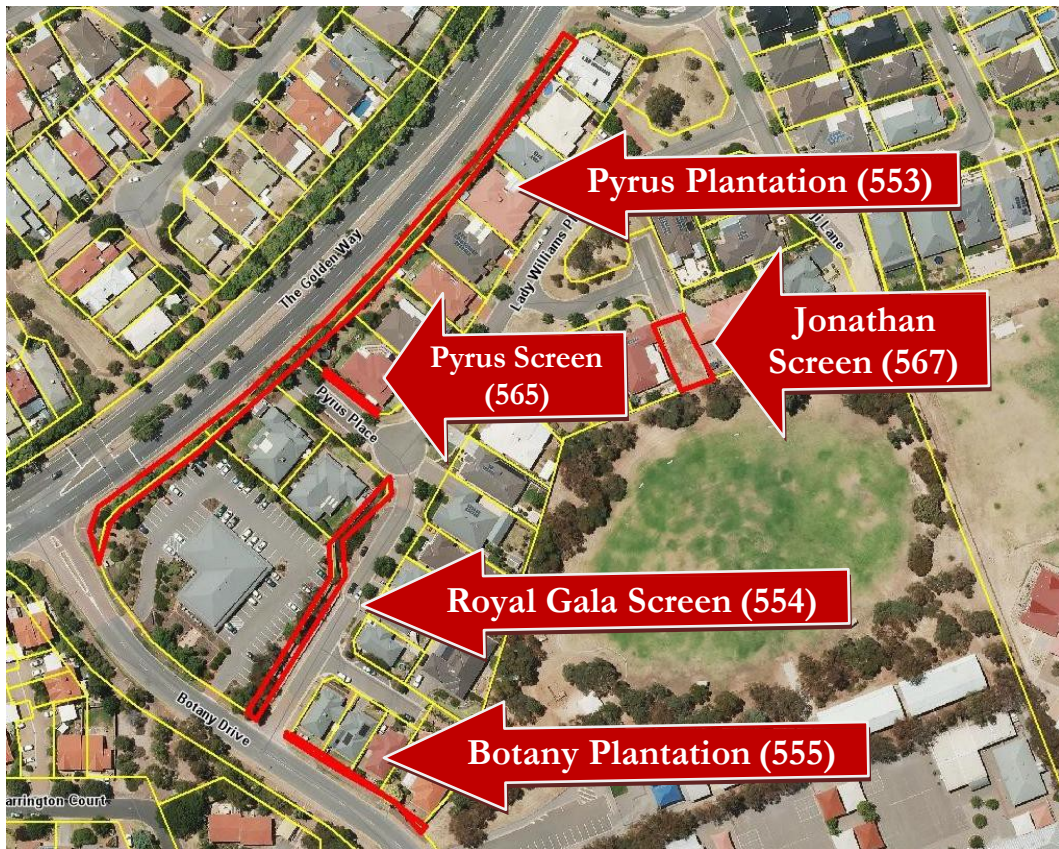 Pyrus Plantation (553)
The Golden Way
Lady Williams P
Lane
Jonathan
Screen (567)
Pyrus Screen
(565)
Pyrus Place
Royal Gala Screen (554)
Botany Drive
Botany Plantation (555)
arrington Court